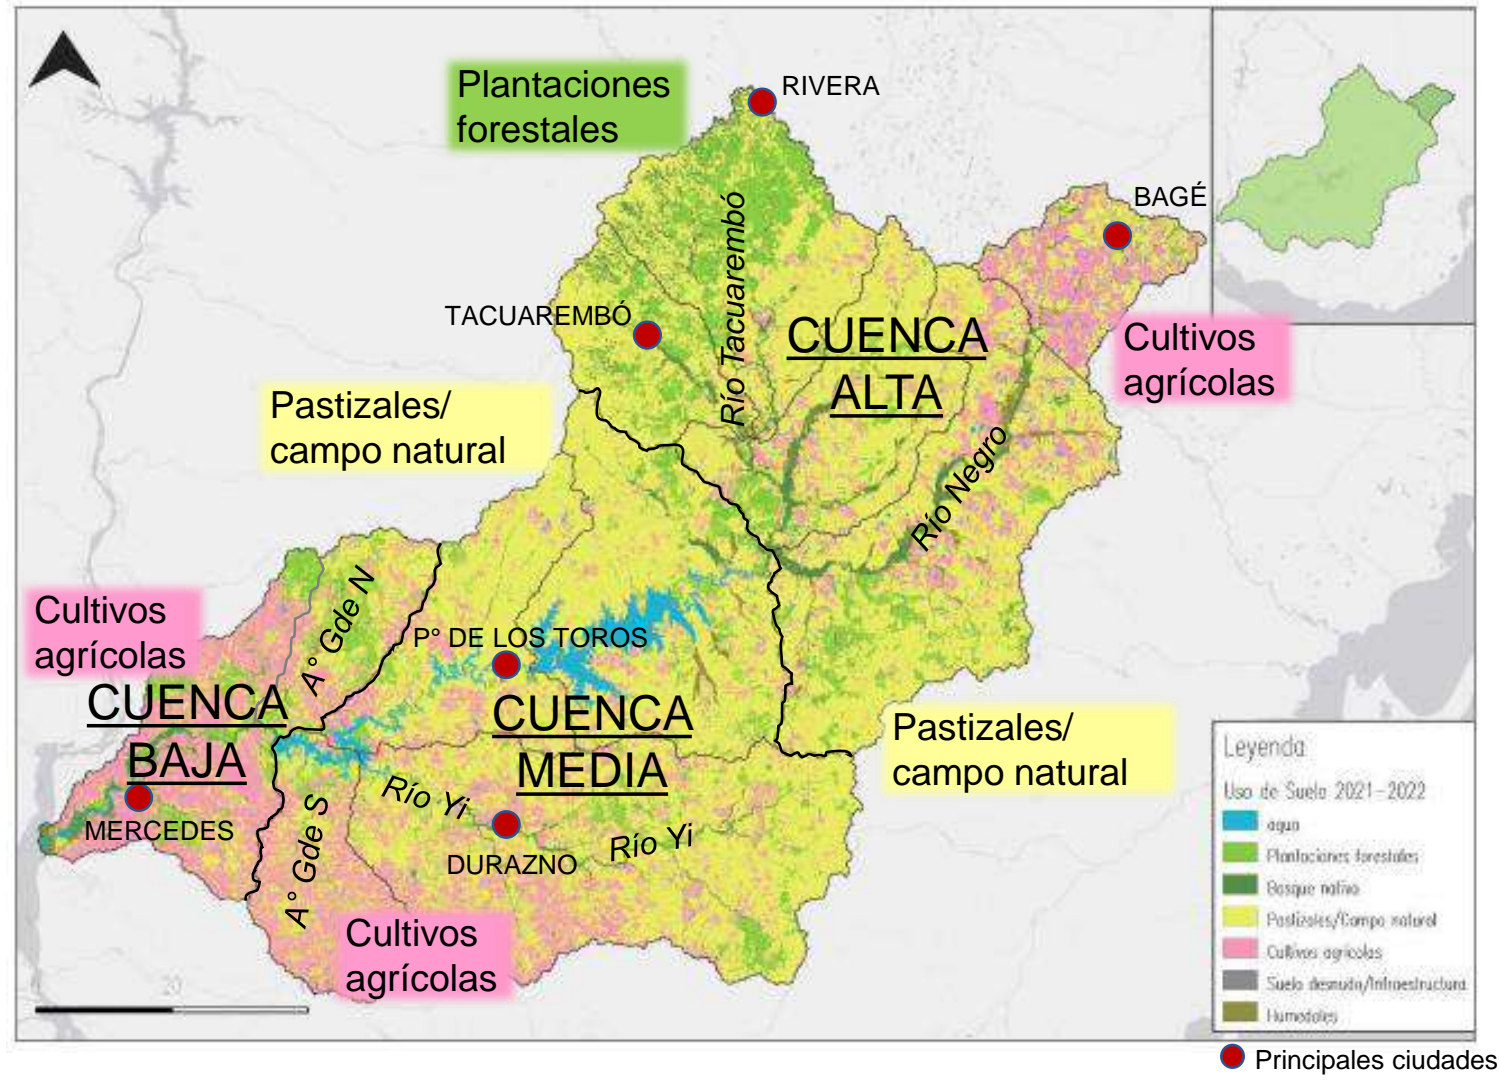 Plantaciones
forestales
RIVERA
BAGÉ
Río Tacuarembó
TACUAREMBÓ
CUENCA
ALTA
Cultivos
agrícolas
Pastizales/
campo natural
Río Negro
Cultivos
agrícolas
A° Gde N
P° DE LOS TOROS
CUENCA
BAJA
CUENCA
MEDIA
Pastizales/
campo natural
MERCEDES
A° Gde S
Río Yi
DURAZNO
Río Yi
Cultivos
agrícolas
20
Leyenda
Uso de Suelo 2021-2022
agua
Plantaciones forestales
Bosque nativo
Pastizales/Campo natural
Cultivos agrícolas
Suelo desnudo/Infraestructura
Humedales
Principales ciudades